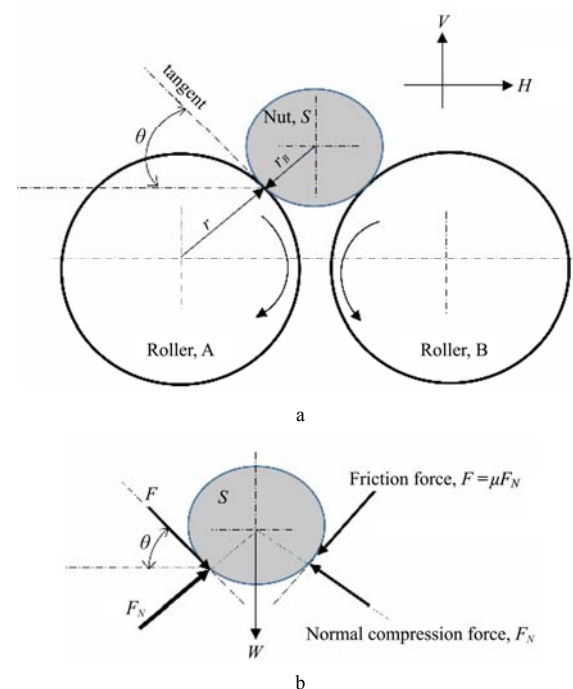 V
H
tangent
Nut, S
θ
r_B
r
Roller, A
Roller, B
a
F
S
Friction force, F = μF_N
θ
F_N
W
Normal compression force, F_N
b